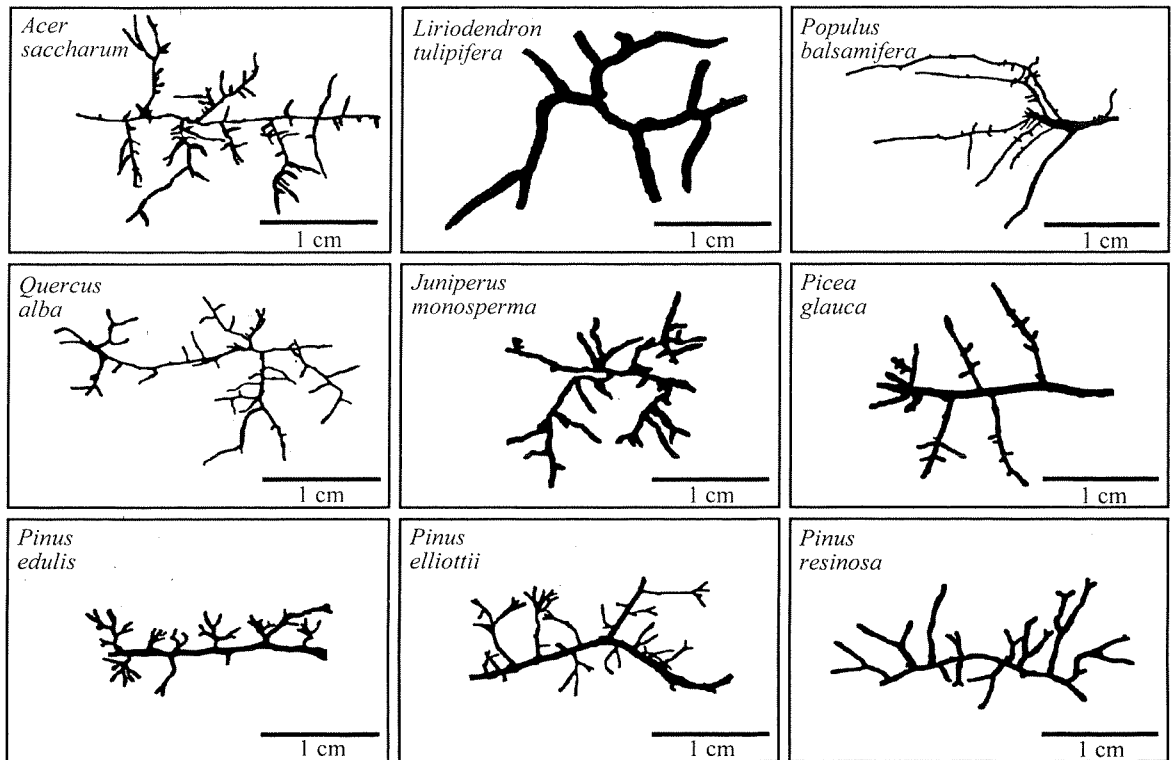 Acer
saccharum
1 cm
Liriodendron
tulipifera
1 cm
Populus
balsamifera
1 cm
Quercus
alba
1 cm
Juniperus
monosperma
1 cm
Picea
glauca
1 cm
Pinus
edulis
1 cm
Pinus
elliottii
1 cm
Pinus
resinosa
1 cm